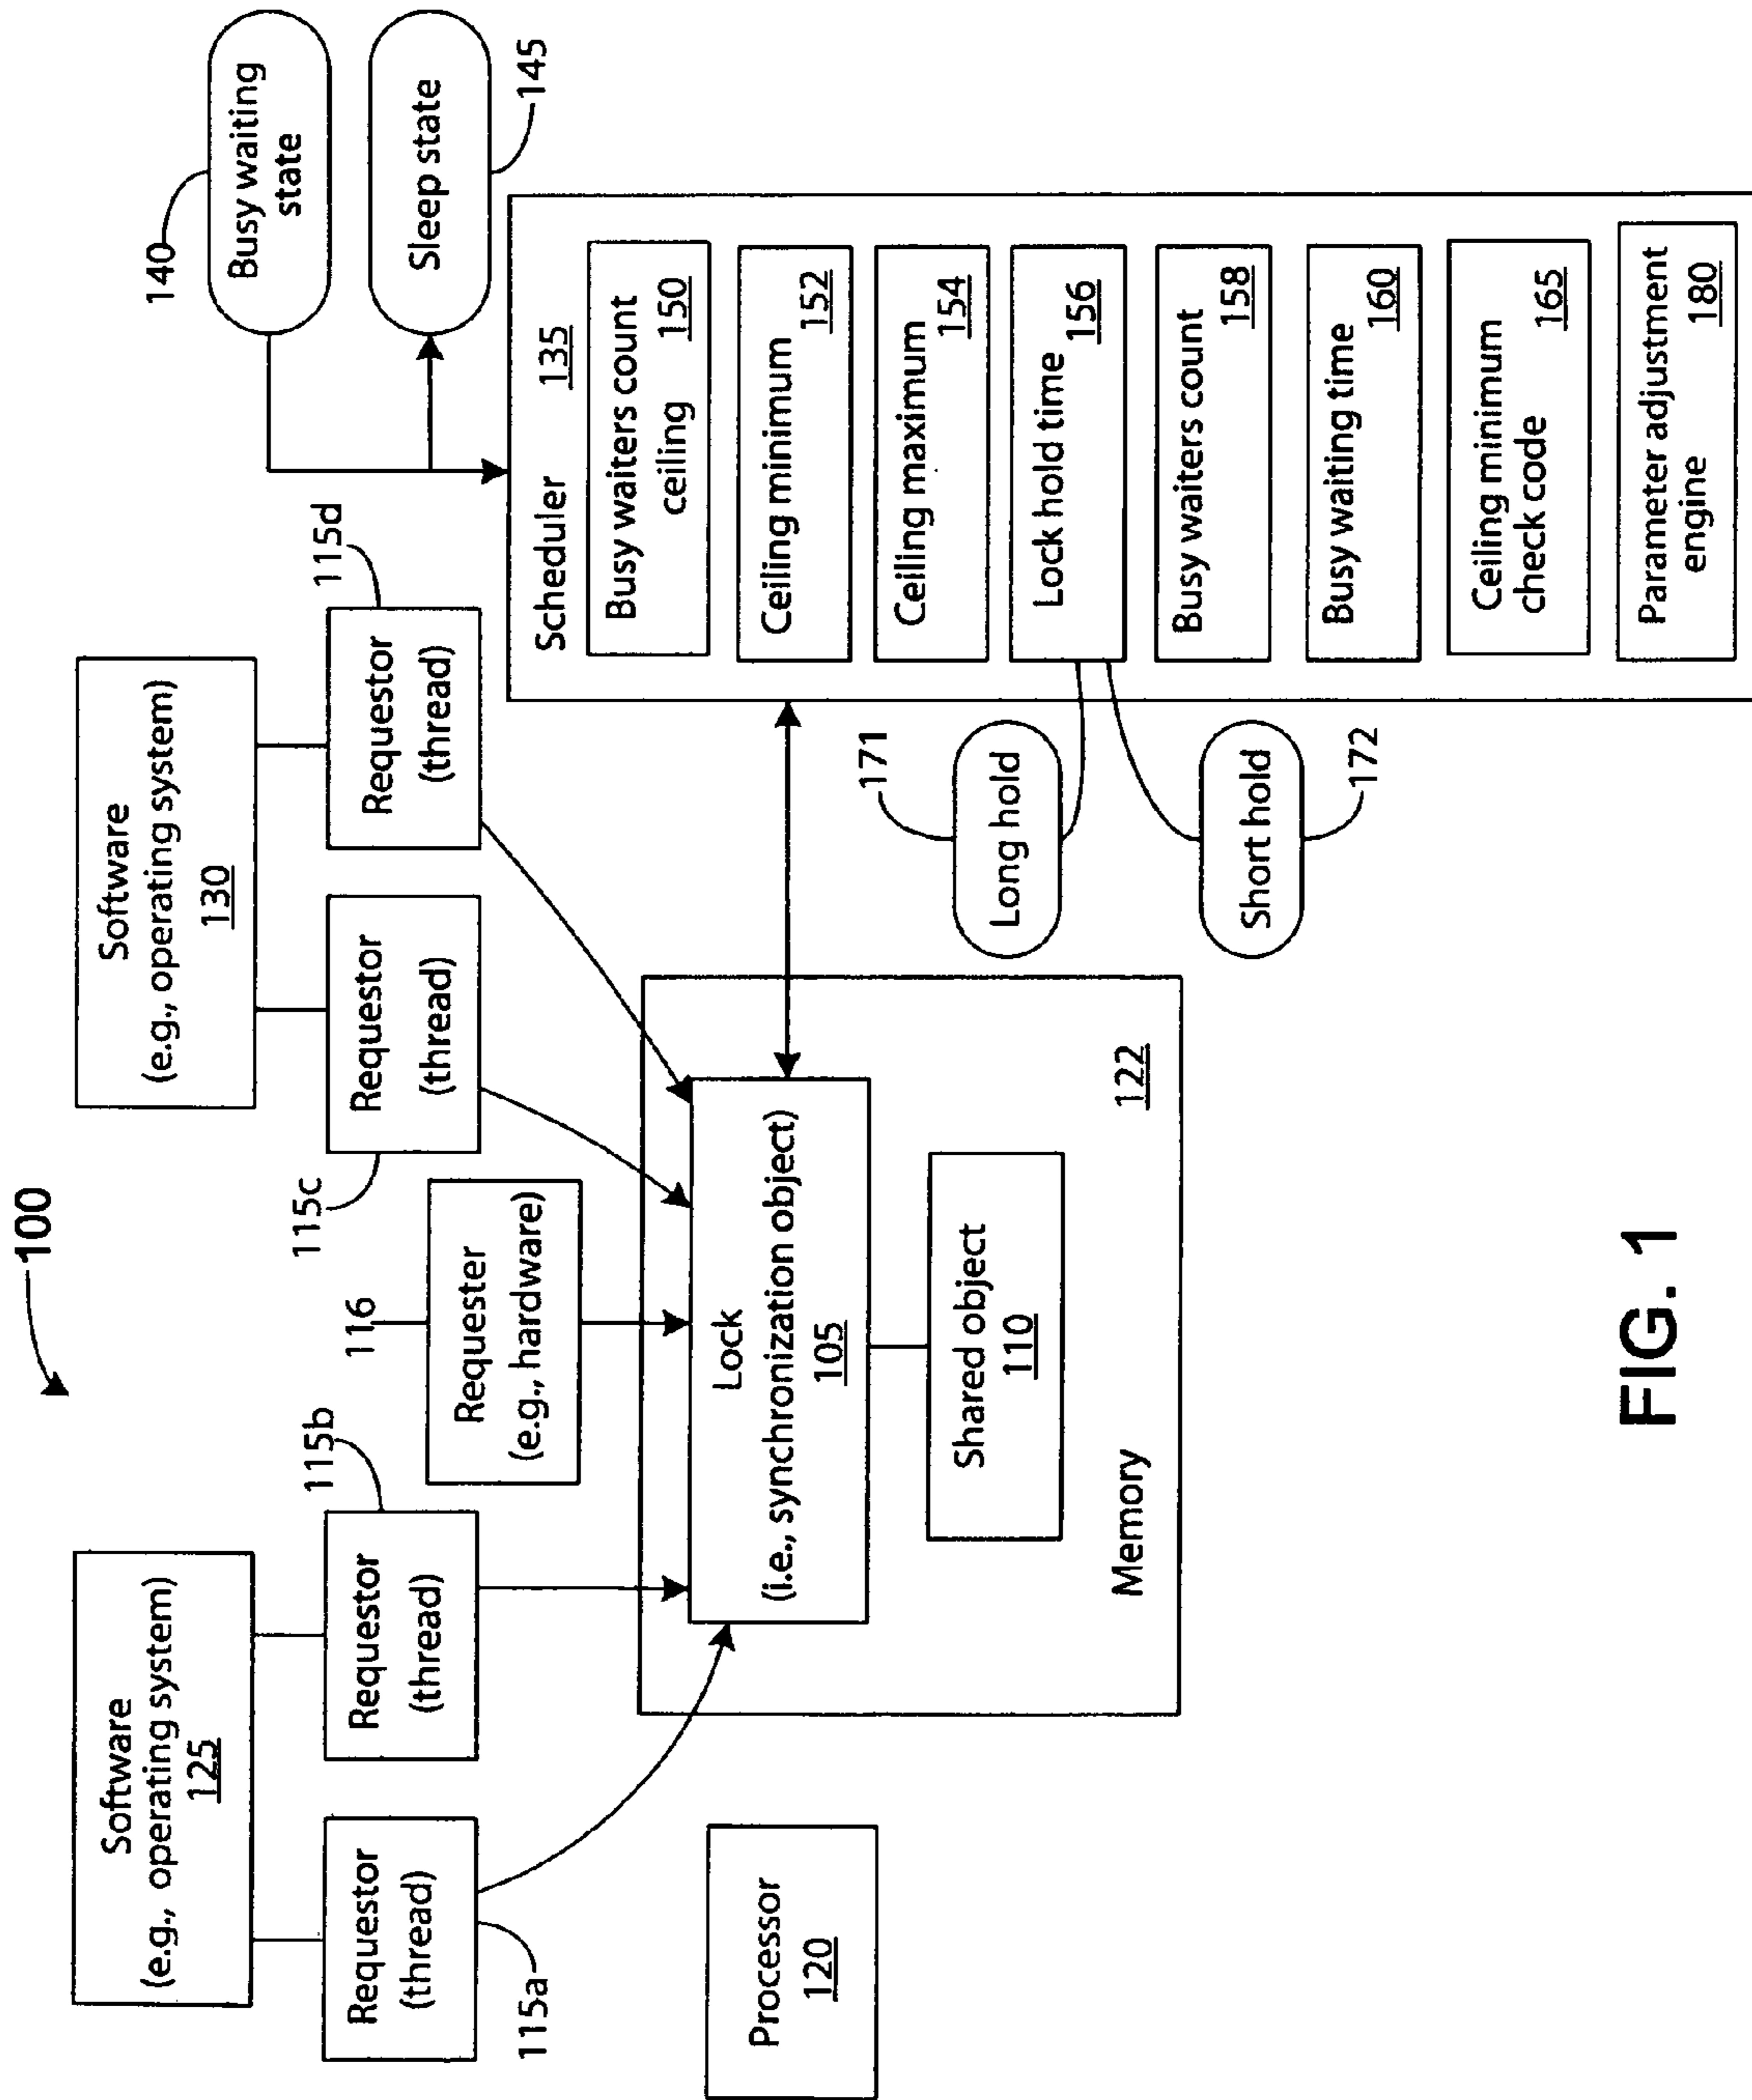 100
Software
(e.g., operating system)
125
Requestor
(thread)
115a
Requestor
(thread)
115b
116
Requester
(e.g., hardware)
Software
(e.g., operating system)
130
115c
Requestor
(thread)
Requestor
(thread)
115d
140
Busy waiting
state
Sleep state
145
Processor
120
Lock
(i.e., synchronization object)
105
Shared object
110
Memory
122
171
Long hold
Short hold
172
Scheduler
135
Busy waiters count
ceiling
150
Ceiling minimum
152
Ceiling maximum
154
Lock hold time
156
Busy waiters count
158
Busy waiting time
160
Ceiling minimum
check code
165
Parameter adjustment
engine
180
FIG. 1